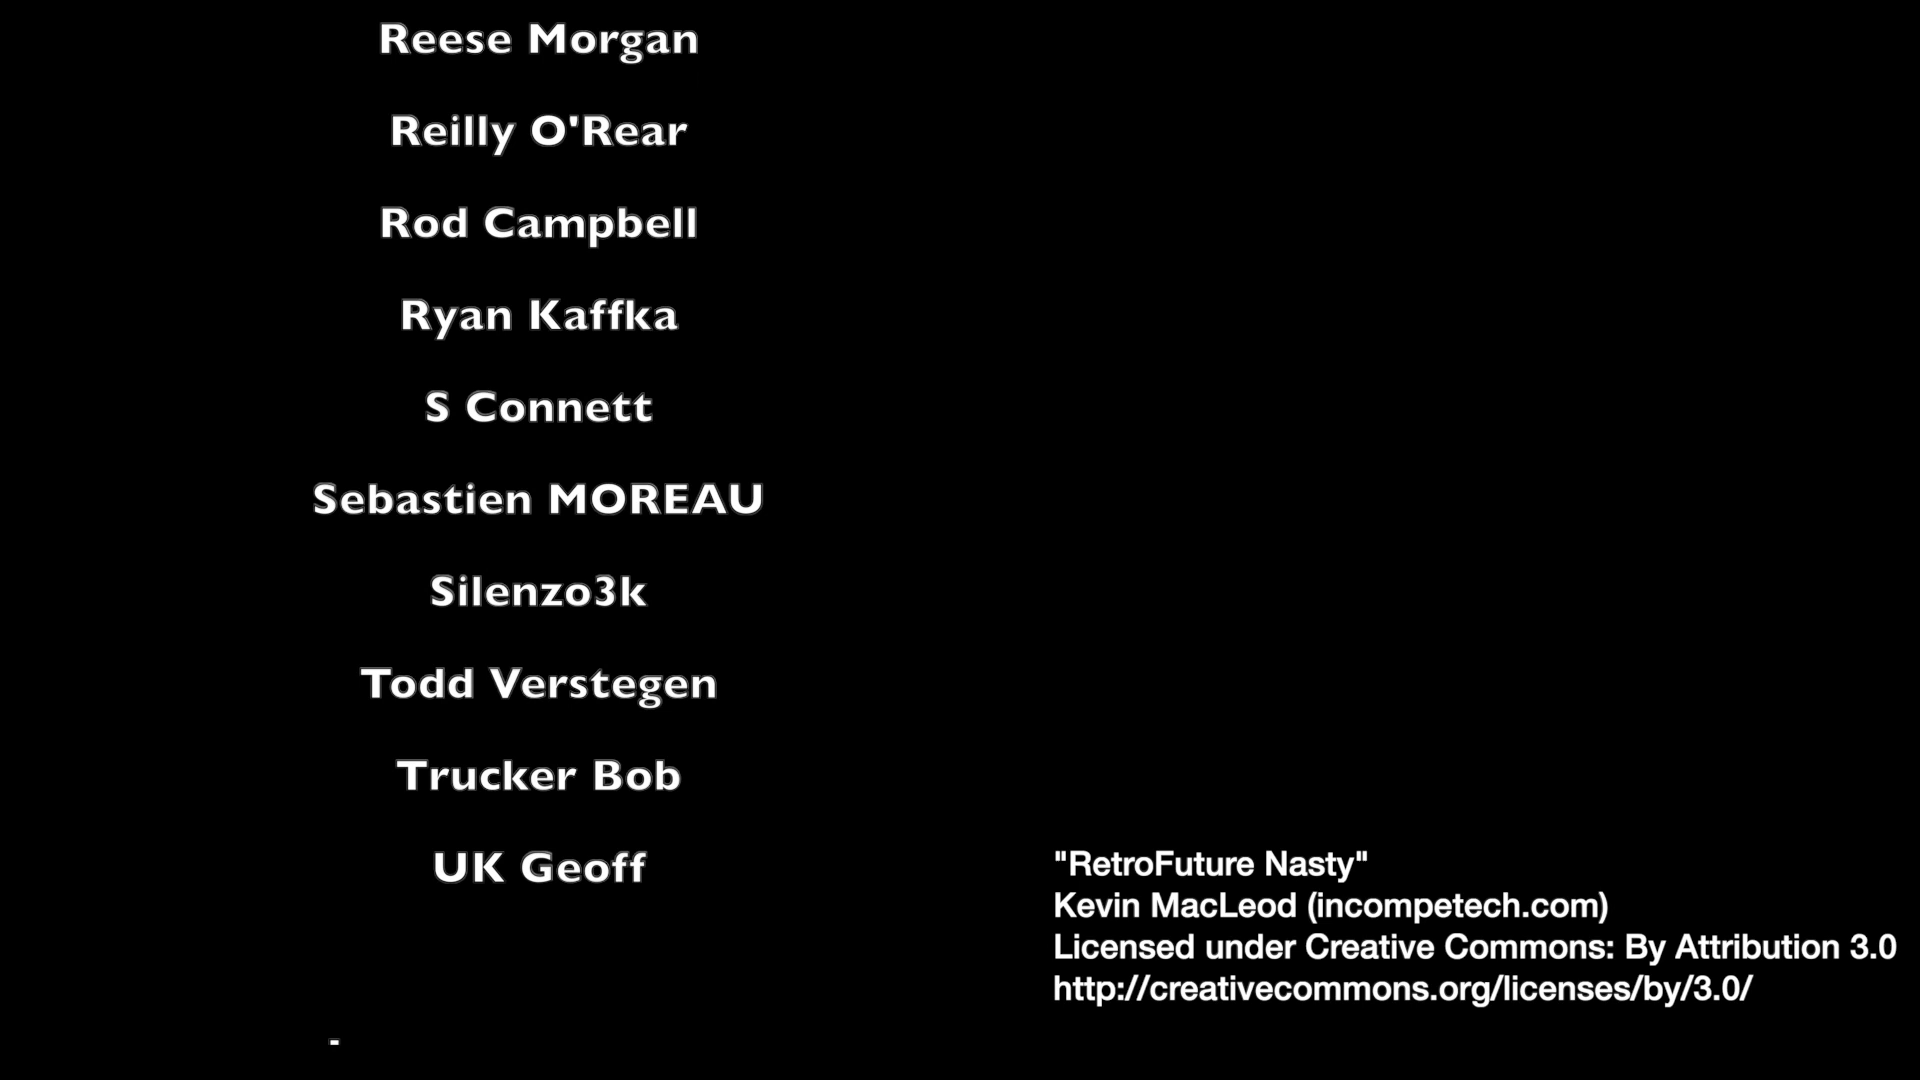 Reese Morgan
Reilly O'Rear
Rod Campbell
Ryan Kaffka
S Connett
Sebastien MOREAU
Silenzo3k
Todd Verstegen
Trucker Bob
UK Geoff
-
"RetroFuture Nasty"
Kevin MacLeod (incompetech.com)
Licensed under Creative Commons: By Attribution 3.0
http://creativecommons.org/licenses/by/3.0/